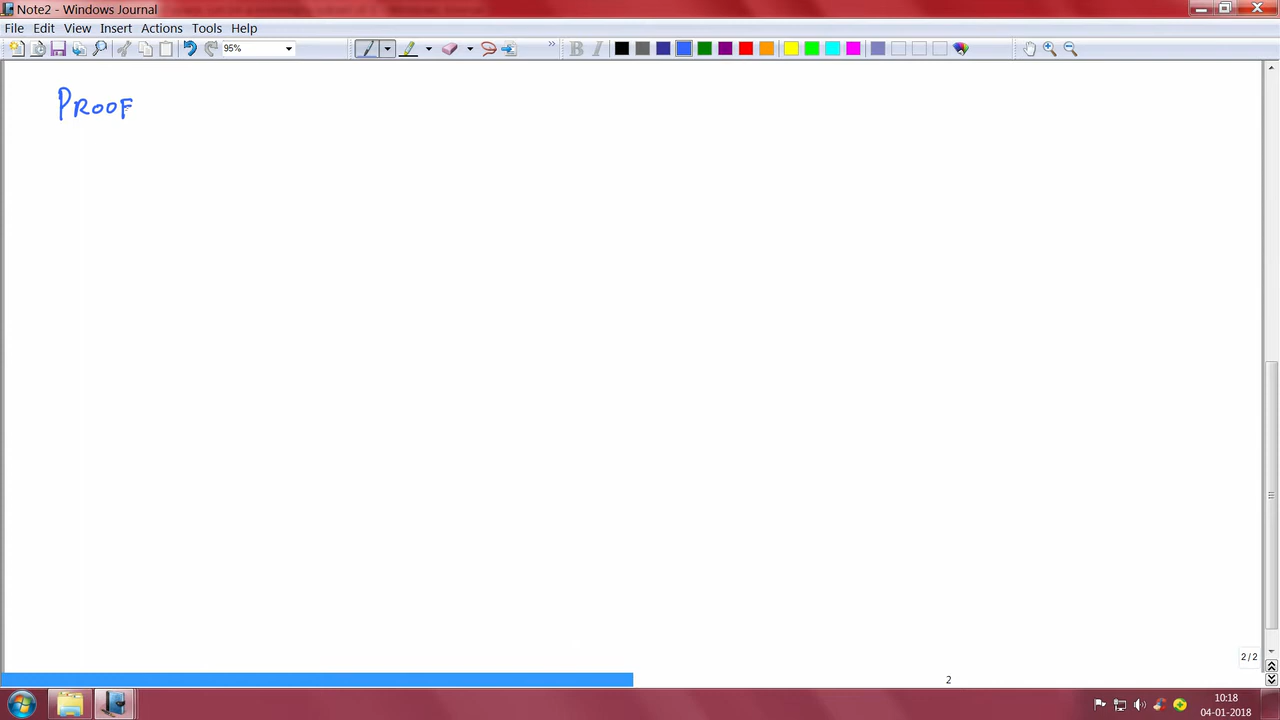 Note2 - Windows Journal
File Edit View Insert Actions Tools Help
95% » B I
PROOF
2 / 2
2
10:18
04-01-2018